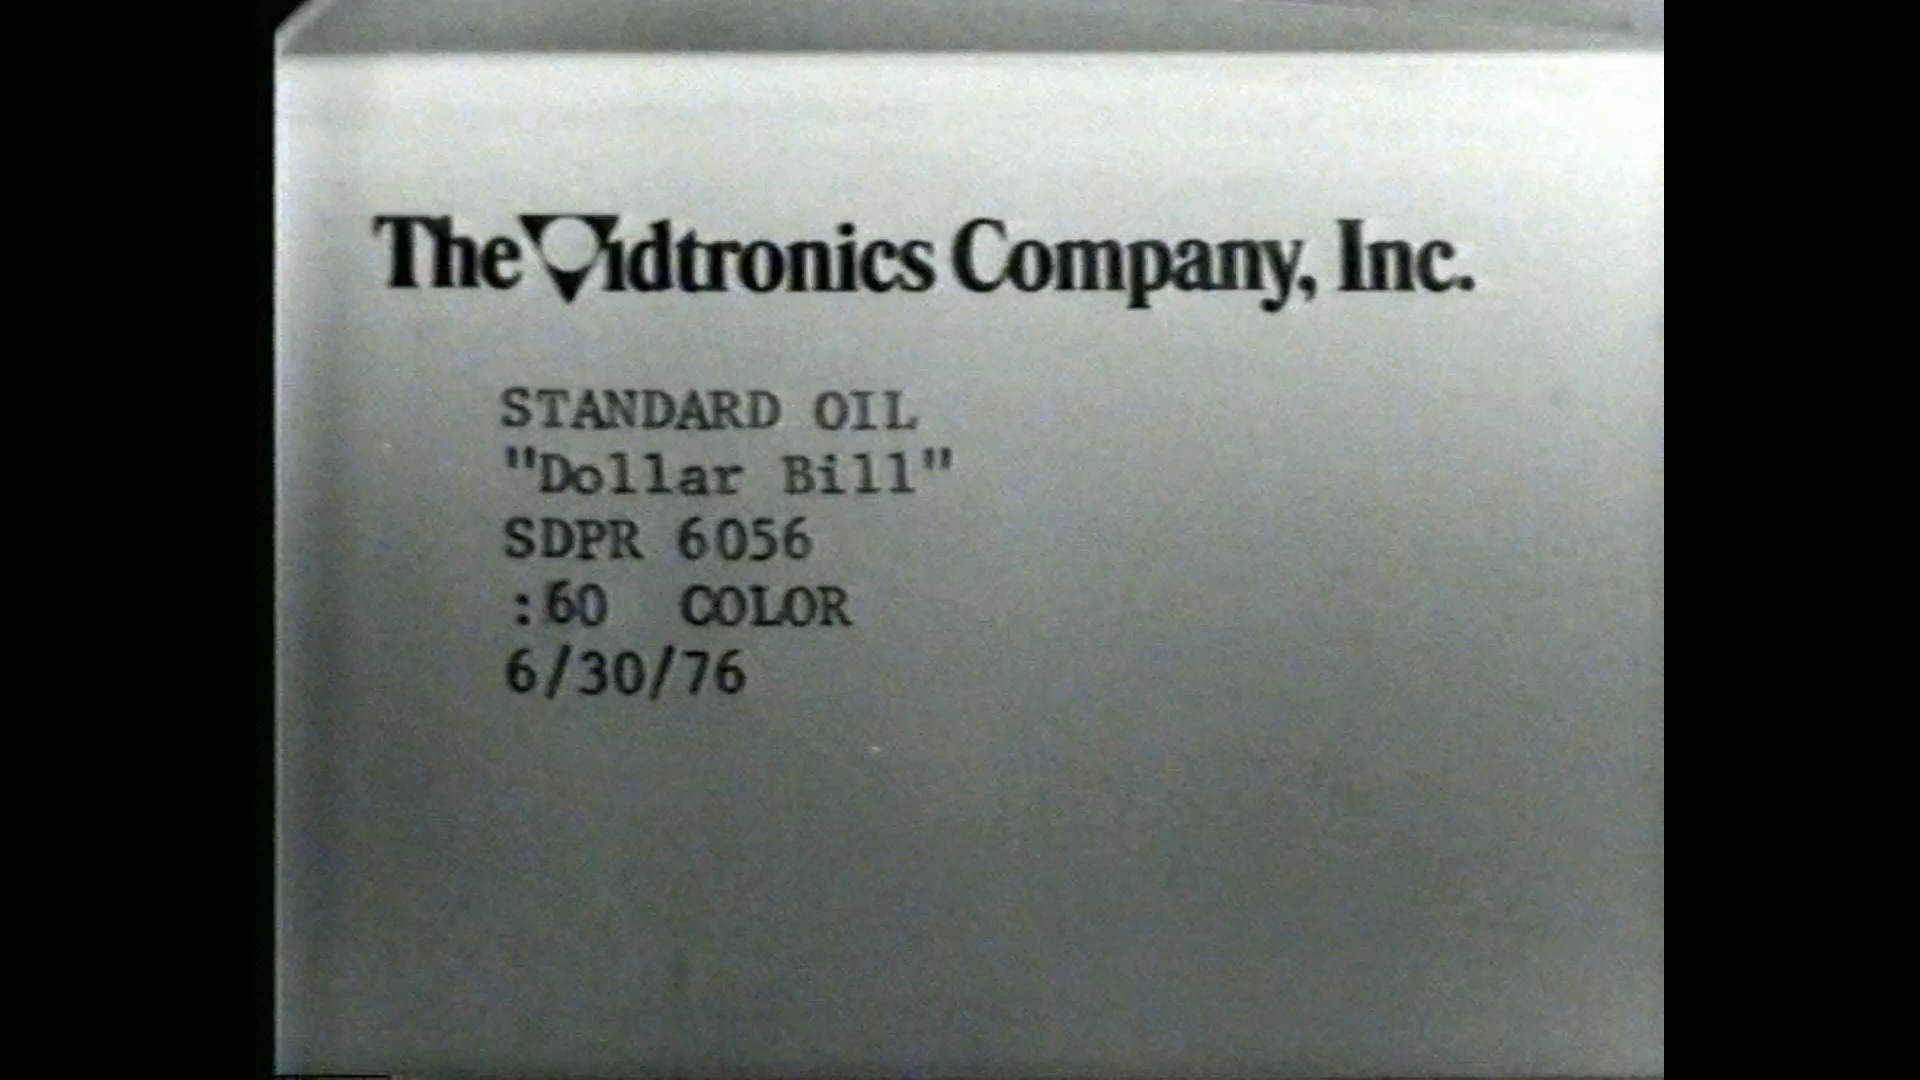 The Vidtronics Company, Inc.
STANDARD OIL
"Dollar Bill"
SDPR 6056
:60 COLOR
6/30/76